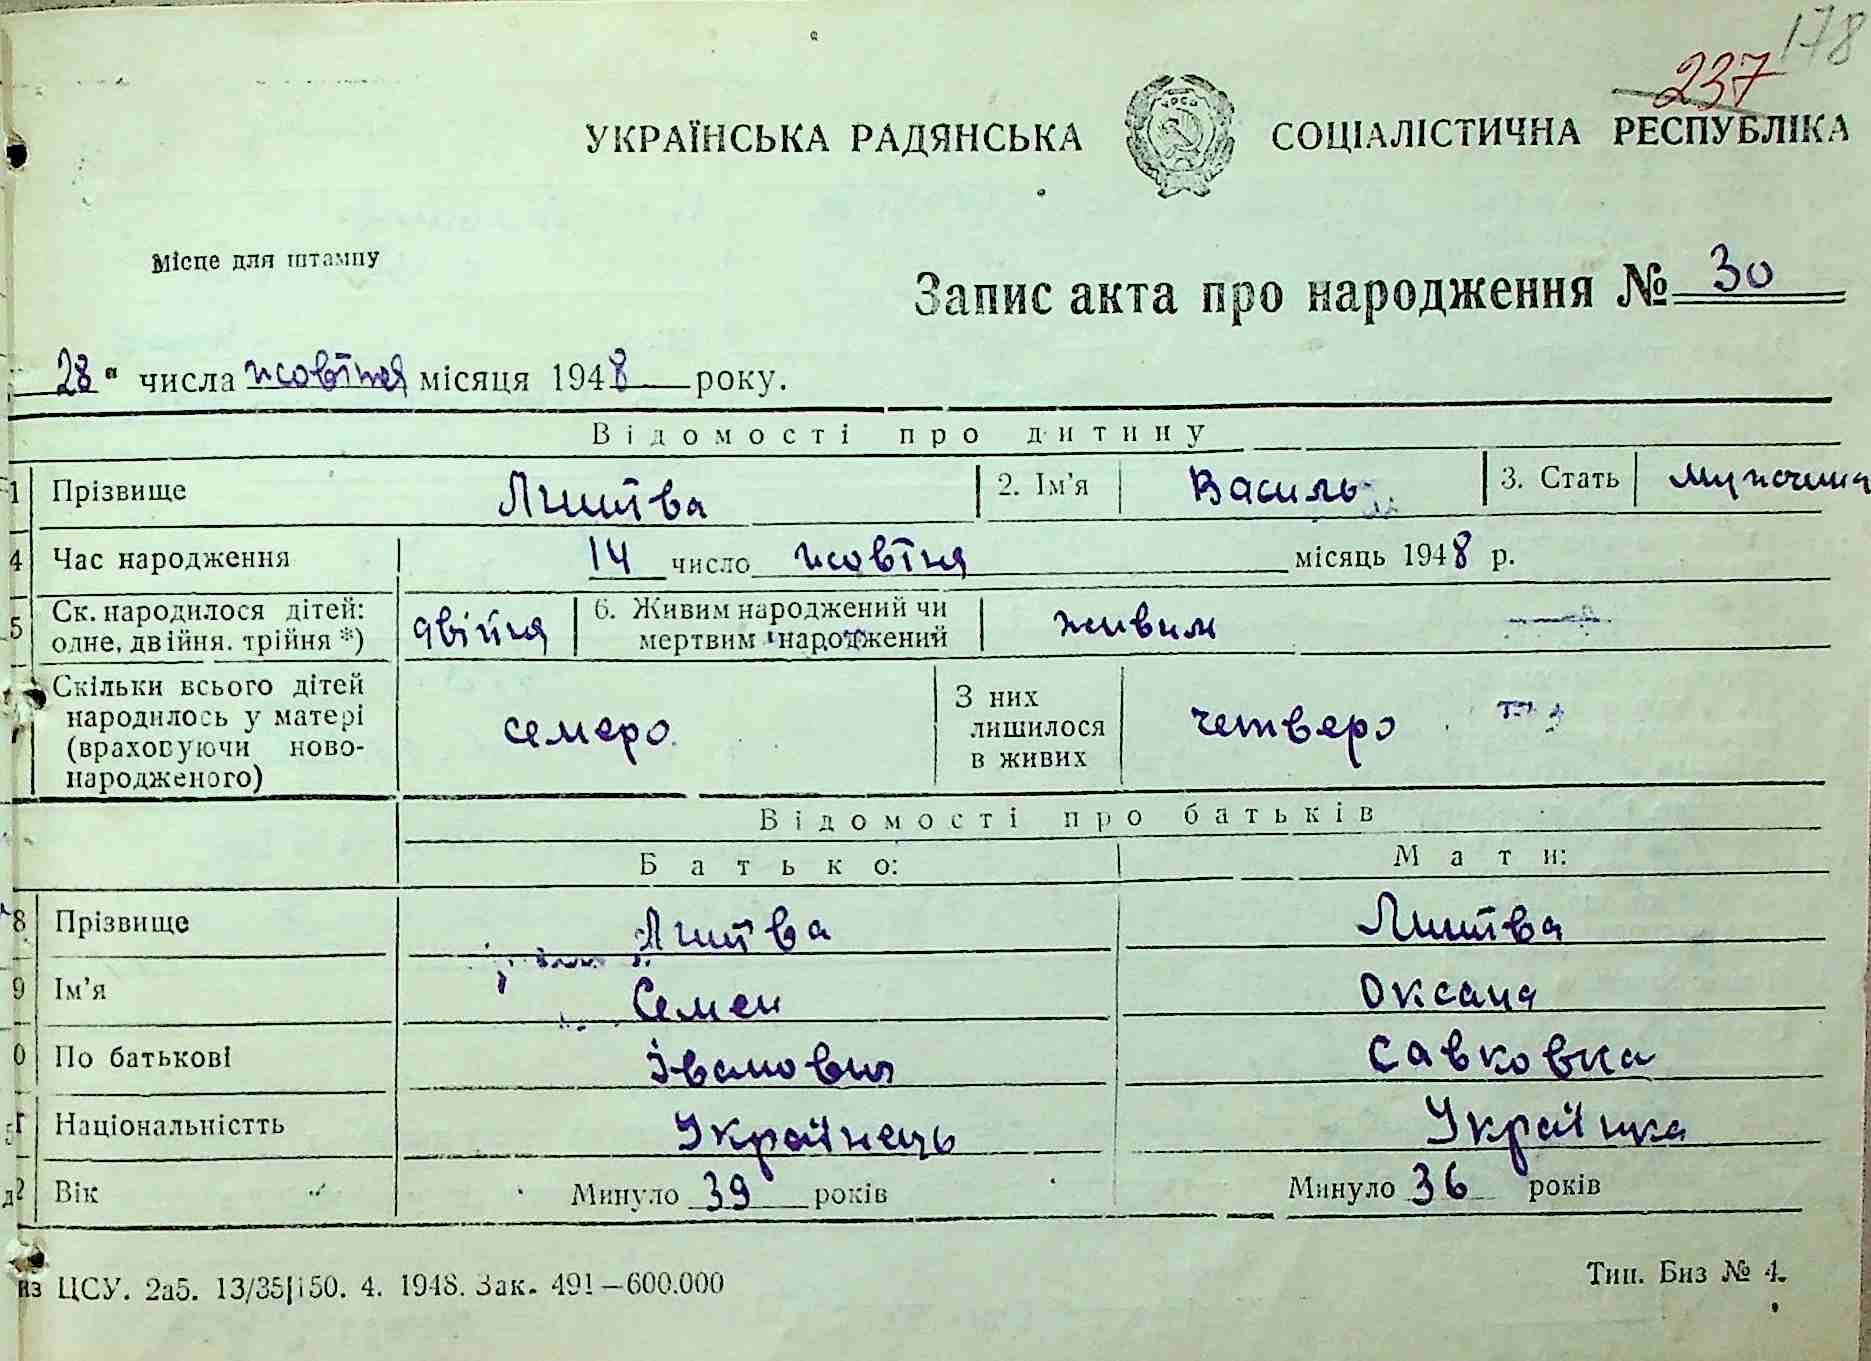 178
237
УКРАЇНСЬКА РАДЯНСЬКА СОЦІАЛІСТИЧНА РЕСПУБЛІКА
Місце для штампу
Запис акта про народження № 30
28 " числа жовтня місяця 1948 року.
Відомості про дитину
1 Прізвище Литва 2. Ім'я Василь 3. Стать мужчина
4 Час народження 14 число жовтня місяць 1948 р.
5 Ск. народилося дітей: одне, двійня, трійня *) двійня 6. Живим народжений чи мертвим народжений живим
Скільки всього дітей народилось у матері (враховуючи новонародженого) семеро З них лишилося в живих четверо
Відомості про батьків
Батько: Мати:
8 Прізвище Литва Литва
9 Ім'я Семен Оксана
0 По батькові Іванович Савковна
Національністть Українець Українка
2 Вік Минуло 39 років Минуло 36 років
из ЦСУ. 2а5. 13/35|150. 4. 1948. Зак. 491—600.000 Тип. Биз № 4.